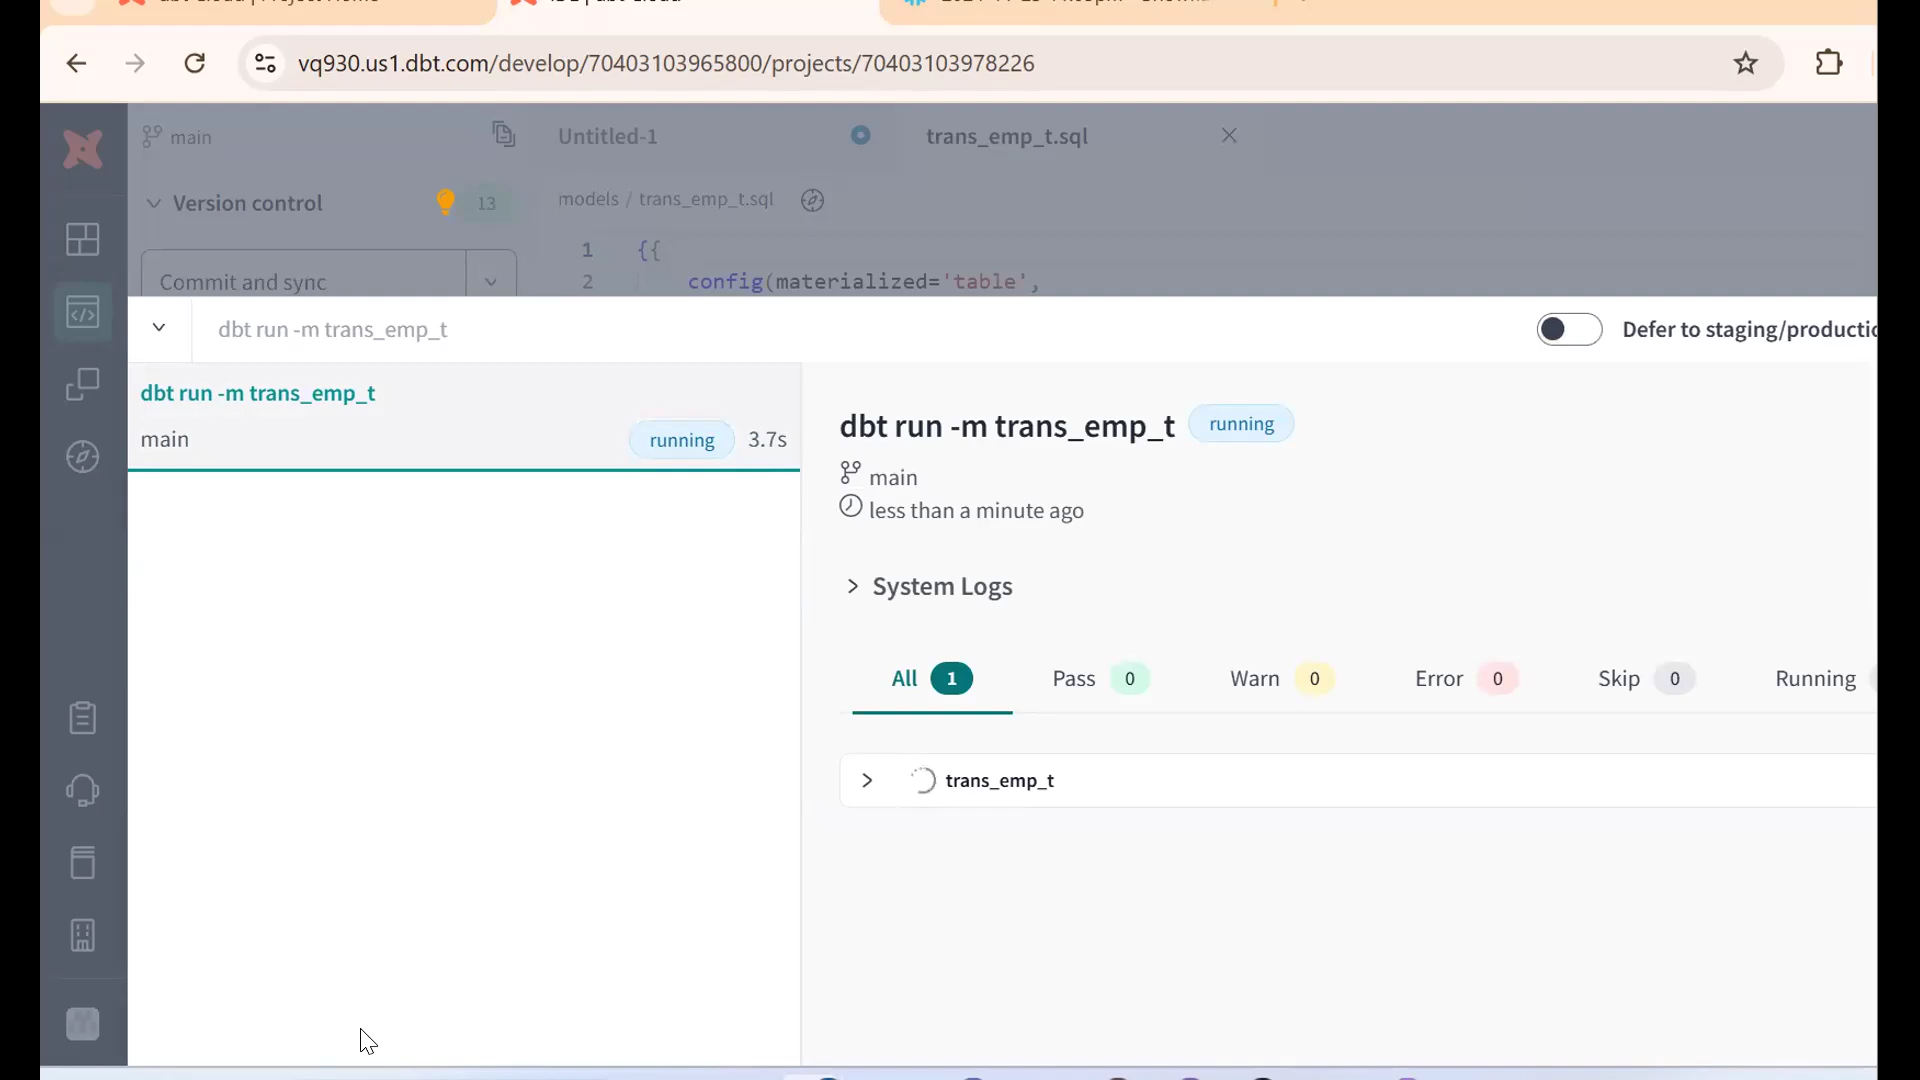 vq930.us1.dbt.com/develop/70403103965800/projects/70403103978226
main
Untitled-1
trans_emp_t.sql
Version control
13
models / trans_emp_t.sql
1 {{
Commit and sync
2 config(materialized='table',
dbt run -m trans_emp_t
Defer to staging/productio
dbt run -m trans_emp_t
main
running
3.7s
dbt run -m trans_emp_t
running
main
less than a minute ago
System Logs
All 1
Pass 0
Warn 0
Error 0
Skip 0
Running
trans_emp_t